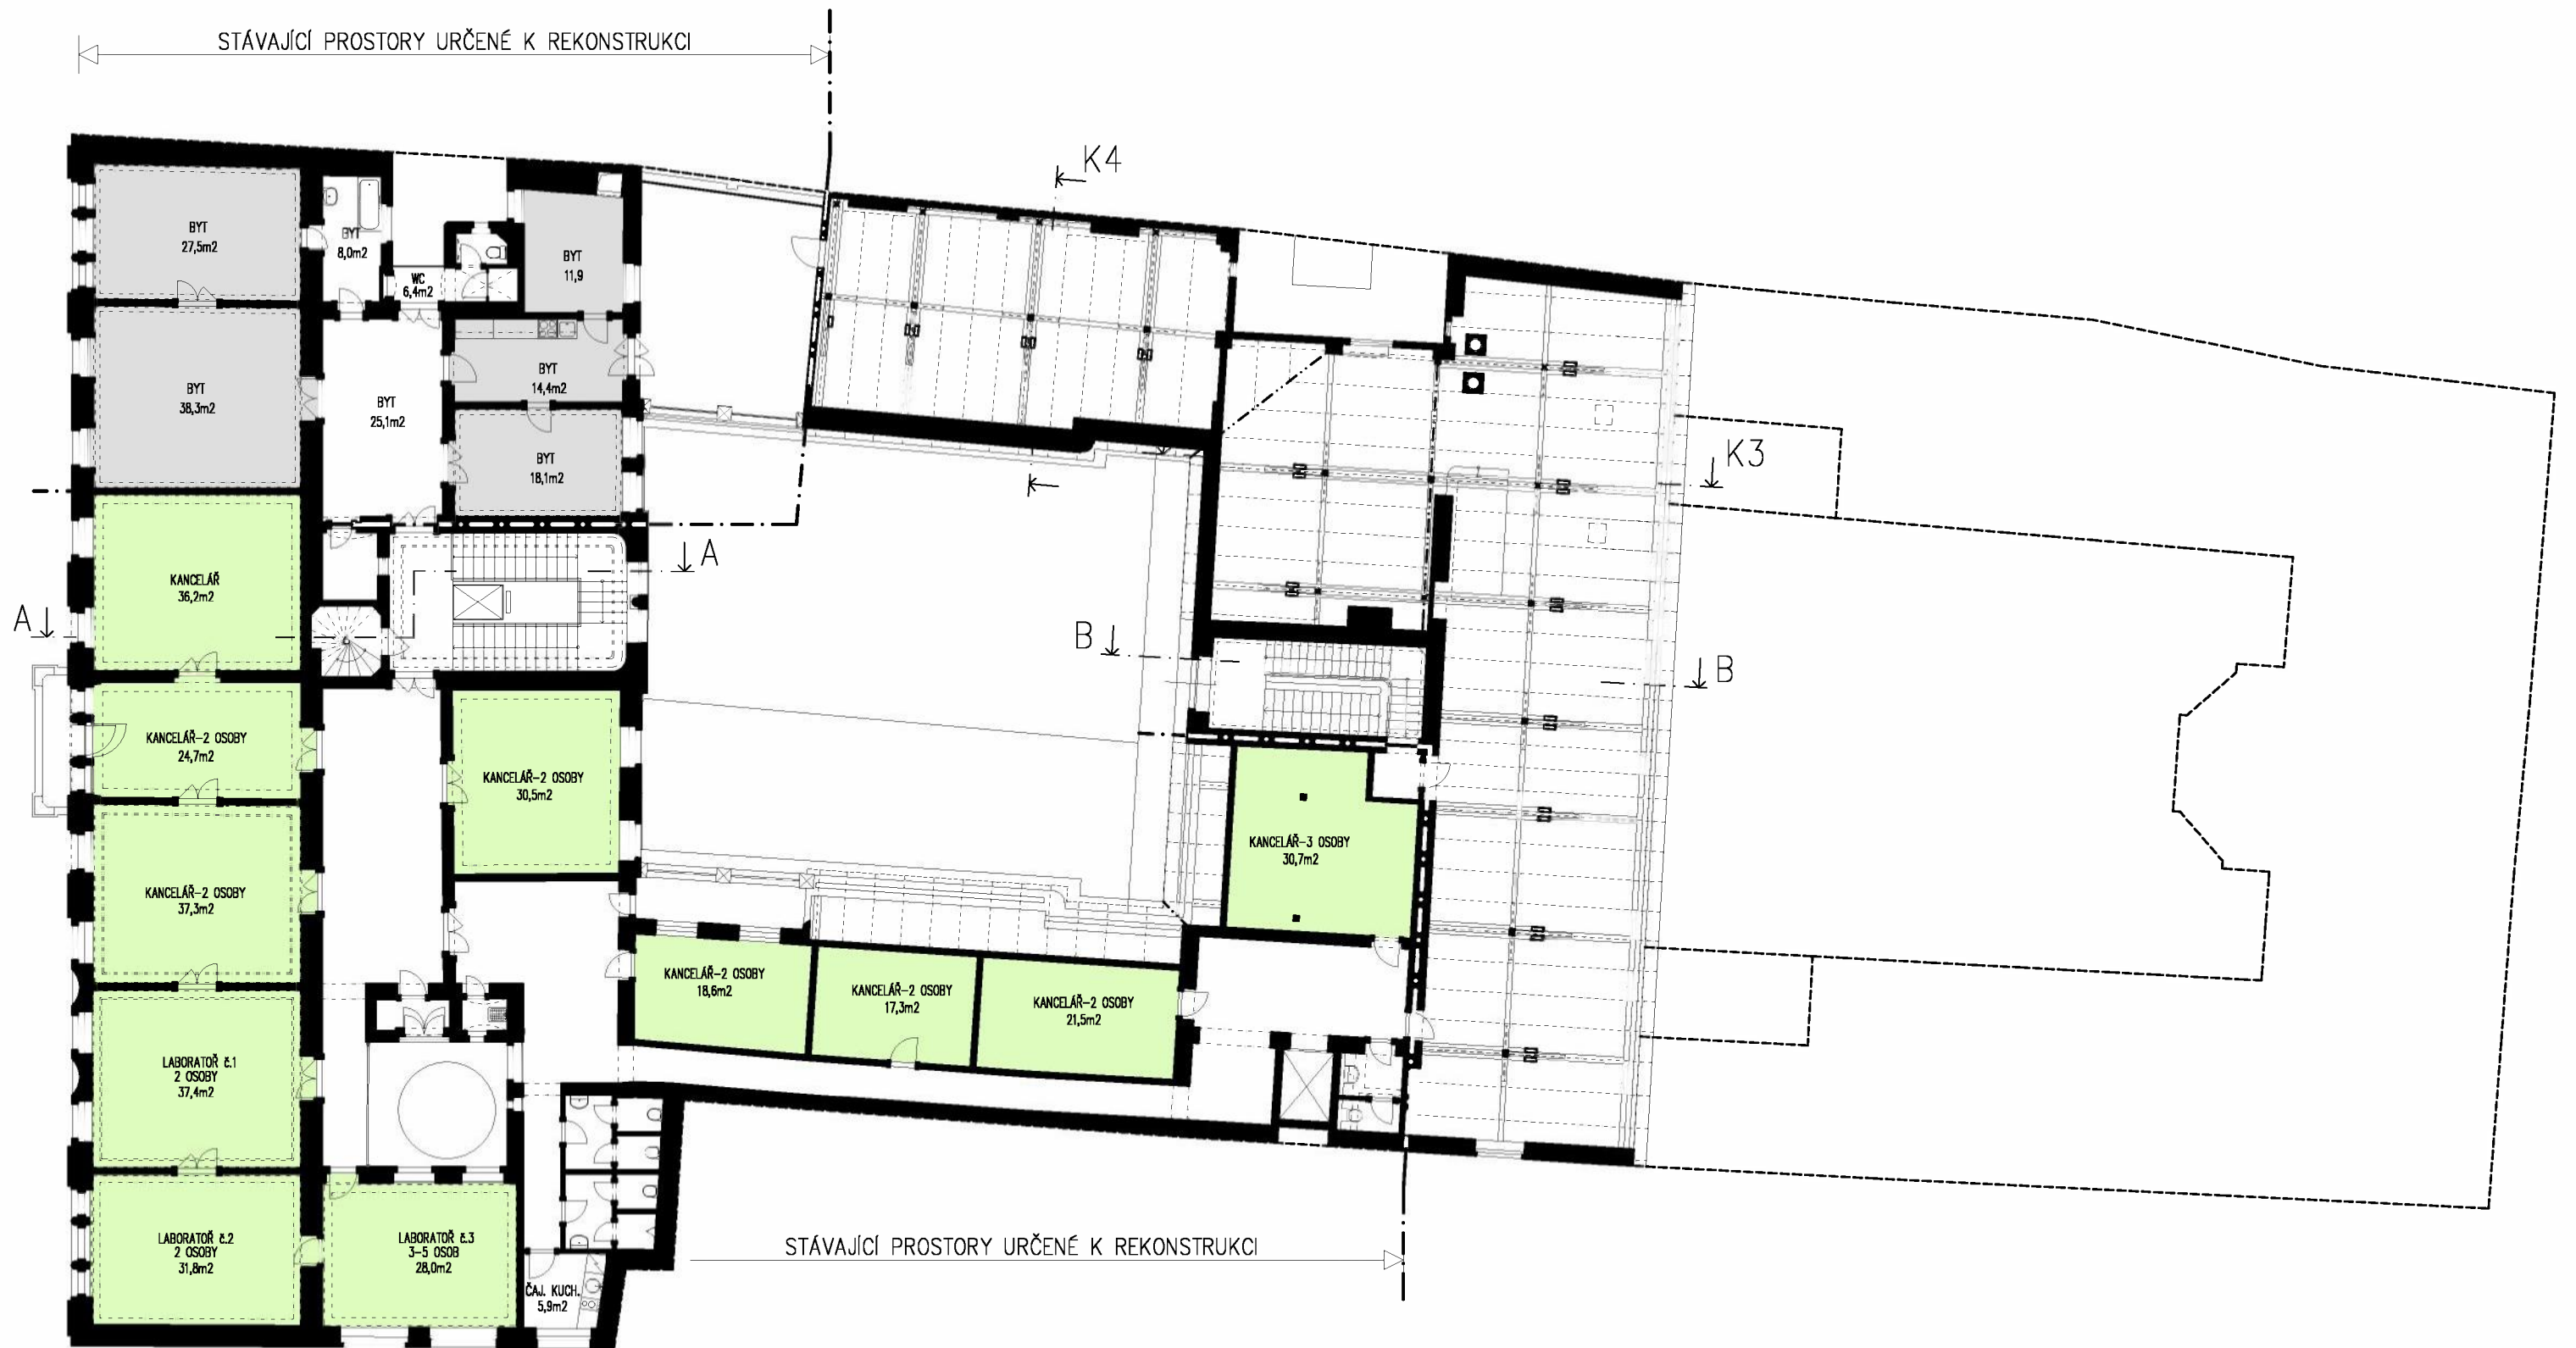 STÁVAJÍCÍ PROSTORY URČENÉ K REKONSTRUKCI
K4
BYT
27,5m2
BYT
8,0m2
WC
6,4m2
BYT
11,9
BYT
38,3m2
BYT
25,1m2
BYT
14,4m2
BYT
18,1m2
K3
KANCELÁŘ
36,2m2
A
A
B
B
KANCELÁŘ-2 OSOBY
24,7m2
KANCELÁŘ-2 OSOBY
30,5m2
KANCELÁŘ-3 OSOBY
30,7m2
KANCELÁŘ-2 OSOBY
37,3m2
KANCELÁŘ-2 OSOBY
18,6m2
KANCELÁŘ-2 OSOBY
17,3m2
KANCELÁŘ-2 OSOBY
21,5m2
LABORATOŘ č.1
2 OSOBY
37,4m2
LABORATOŘ č.2
2 OSOBY
31,8m2
LABORATOŘ č.3
3-5 OSOB
28,0m2
ČAJ. KUCH.
5,9m2
STÁVAJÍCÍ PROSTORY URČENÉ K REKONSTRUKCI